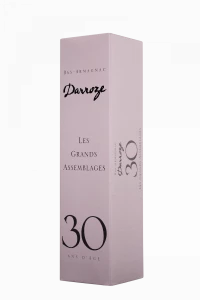 Bas-Armagnac
Darroze
Les
Grands
Assemblages
30
ans d'âge
Darroze
30